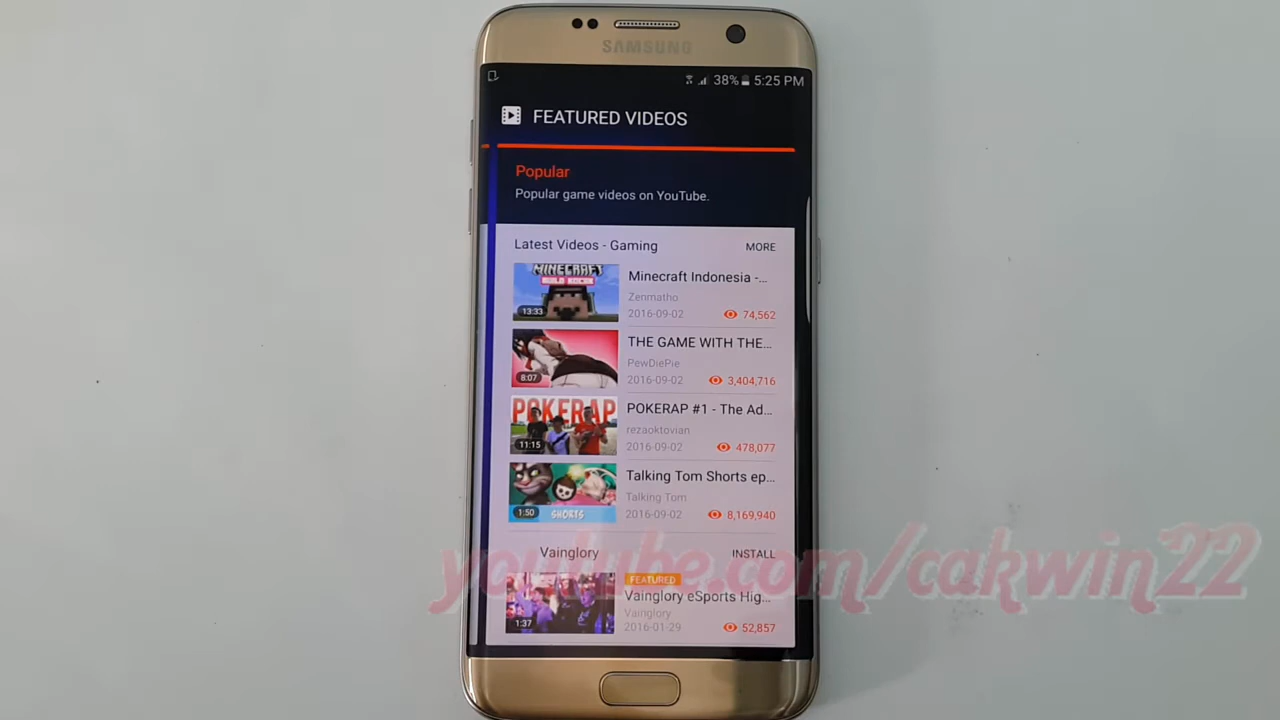 SAMSUNG
38% 5:25 PM
FEATURED VIDEOS
Popular
Popular game videos on YouTube.
Latest Videos - Gaming MORE
MINECRAFT
BUILD
13:33
Minecraft Indonesia -...
Zenmatho
2016-09-02 74,562
8:07
THE GAME WITH THE...
PewDiePie
2016-09-02 3,404,716
POKERAP
11:15
POKERAP #1 - The Ad...
rezaoktovian
2016-09-02 478,077
1:50
SHORTS
Talking Tom Shorts ep...
Talking Tom
2016-09-02 8,169,940
Vainglory INSTALL
1:37
FEATURED
Vainglory eSports Hig...
Vainglory
2016-01-29 52,857
youtube.com/cakwin22